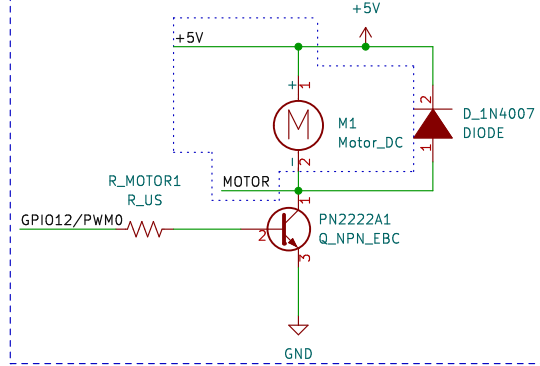 +5V
+5V
+
1
M
M1
Motor_DC
-
2
2
D_1N4007
DIODE
1
MOTOR
R_MOTOR1
R_US
GPIO12/PWM0
1
2
PN2222A1
Q_NPN_EBC
3
GND